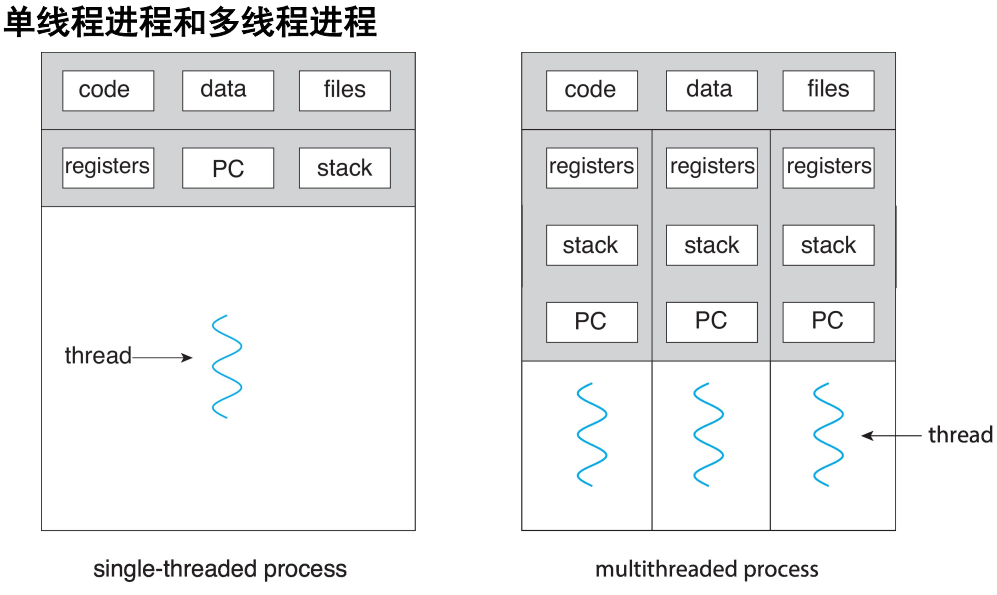 单线程进程和多线程进程
code data files
registers PC stack
thread
single-threaded process
code data files
registers registers registers
stack stack stack
PC PC PC
thread
multithreaded process